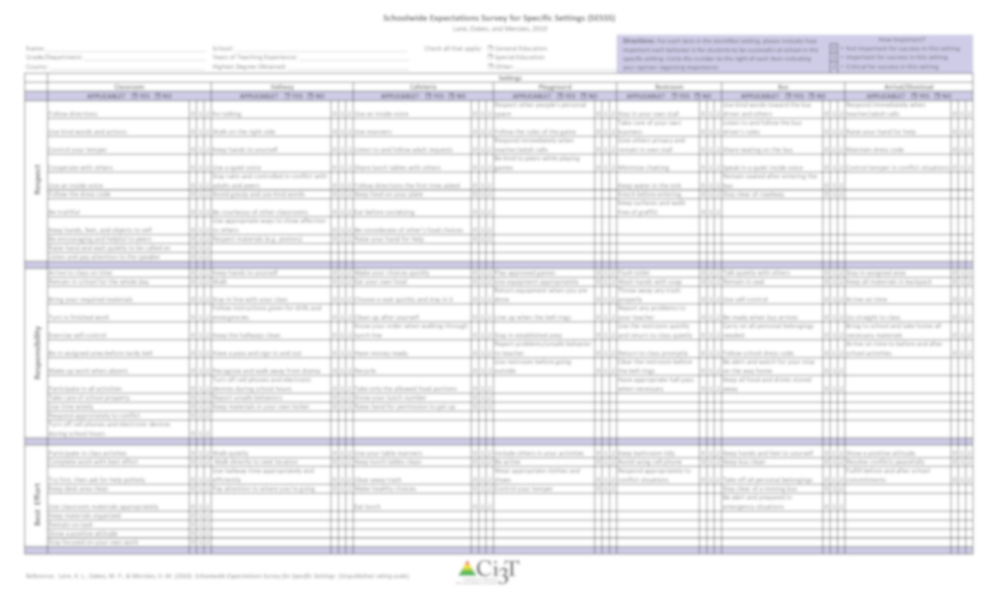 Schoolwide Expectations Survey for Specific Settings (SESSS)
Lane, Oakes, and Menzies, 2010
Name:
School:
Check all that apply:
General Education
Grade/Department:
Years of Teaching Experience:
Special Education
County:
Highest Degree Obtained:
Other:
Directions: For each item in the identified setting, please indicate how
important each behavior is for students to be successful at school in the
specific setting. Circle the number to the right of each item indicating
your opinion regarding importance.
How Important?
= Not Important for success in this setting
= Important for success in this setting
= Critical for success in this setting
Settings
Classroom
Hallway
Cafeteria
Playground
Restroom
Bus
Arrival/Dismissal
APPLICABLE? YES NO
APPLICABLE? YES NO
APPLICABLE? YES NO
APPLICABLE? YES NO
APPLICABLE? YES NO
APPLICABLE? YES NO
APPLICABLE? YES NO
Respect
Follow directions
Use kind words and actions
Control your temper
Cooperate with others
Use an inside voice
Follow the dress code
Be truthful
Keep hands, feet, and objects to self
Be encouraging and helpful to peers
Raise hand and wait quietly to be called on
Listen and pay attention to the speaker
No talking
Walk on the right side
Keep hands to yourself
Use a quiet voice
Stay calm and controlled in conflict with
adults and peers
Avoid gossip and use kind words
Be courteous of other classrooms
Use appropriate ways to show affection
to others
Respect materials (e.g. posters)
Use an inside voice
Use manners
Listen to and follow adult requests
Share lunch tables with others
Follow directions the first time asked
Keep food on your plate
Eat before socializing
Be considerate of other's food choices
Raise your hand for help
Respect other people's personal
space
Follow the rules of the game
Respond immediately when
teacher/adult calls
Be kind to peers while playing
games
Stay in your own stall
Take care of your own
business
Give others privacy and
remain in own stall
Minimize chatting
Keep water in the sink
Knock before entering
Keep surfaces and walls
free of graffiti
Use kind words toward the bus
driver and others
Listen to and follow the bus
driver's rules
Share seating on the bus
Speak in a quiet inside voice
Remain seated after entering the
bus
Stay clear of roadway
Respond immediately when
teacher/adult calls
Raise your hand for help
Maintain dress code
Control temper in conflict situations
Responsibility
Arrive to class on time
Remain in school for the whole day
Bring your required materials
Turn in finished work
Exercise self-control
Be in assigned area before tardy bell
Make up work when absent
Participate in all activities
Take care of school property
Use time wisely
Respond appropriately to conflict
Turn off cell phones and electronic devices
during school hours
Keep hands to yourself
Walk
Stay in line with your class
Follow instructions given for drills and
emergencies
Keep the hallways clean
Have a pass and sign in and out
Recognize and walk away from drama
Turn off cell phones and electronic
devices during school hours
Report unsafe behaviors
Keep materials in your own locker
Make your choices quickly
Eat your own food
Choose a seat quickly and stay in it
Clean up after yourself
Know your order when walking through
lunch line
Have money ready
Recycle
Take only the allowed food portions
Know your lunch number
Raise hand for permission to get up
Play approved games
Use equipment appropriately
Return equipment when you are
done
Line up when the bell rings
Stay in established area
Report problems/unsafe behavior
to teacher
Use restroom before going
outside
Flush toilet
Wash hands with soap
Throw away any trash
properly
Report any problems to
your teacher
Use the restroom quickly
and return to class quietly
Return to class promptly
Clear the restroom before
the bell rings
Have appropriate hall pass
when necessary
Talk quietly with others
Remain in seat
Use self-control
Be ready when bus arrives
Carry on all personal belongings
needed
Follow school dress code
Be alert and watch for your stop
on the way home
Keep all food and drinks stored
away
Stay in assigned area
Keep all materials in backpack
Arrive on time
Go straight to class
Bring to school and take home all
necessary materials
Arrive on time to before and after
school activities
Best Effort
Participate in class activities
Complete work with best effort
Try first, then ask for help politely
Keep desk area clean
Use classroom materials appropriately
Keep materials organized
Remain on-task
Show a positive attitude
Stay focused on your own work
Walk quietly
Walk directly to next location
Use hallway time appropriately and
efficiently
Pay attention to where you're going
Use your table manners
Keep lunch tables clean
Clear away trash
Make healthy choices
Eat lunch
Include others in your activities
Be active
Wear appropriate clothes and
shoes
Control your temper
Keep bathroom tidy
Avoid using cell phone
Respond appropriately to
conflict situations
Keep hands and feet to yourself
Keep bus clean
Take off all personal belongings
Stay clear of a moving bus
Be alert and prepared in
emergency situations
Show a positive attitude
Resolve conflicts peacefully
Fulfill before and after school
commitments
Reference: Lane, K. L., Oakes, W. P., & Menzies, H. M. (2010). Schoolwide Expectations Survey for Specific Settings. (Unpublished rating scale).
Ci3T